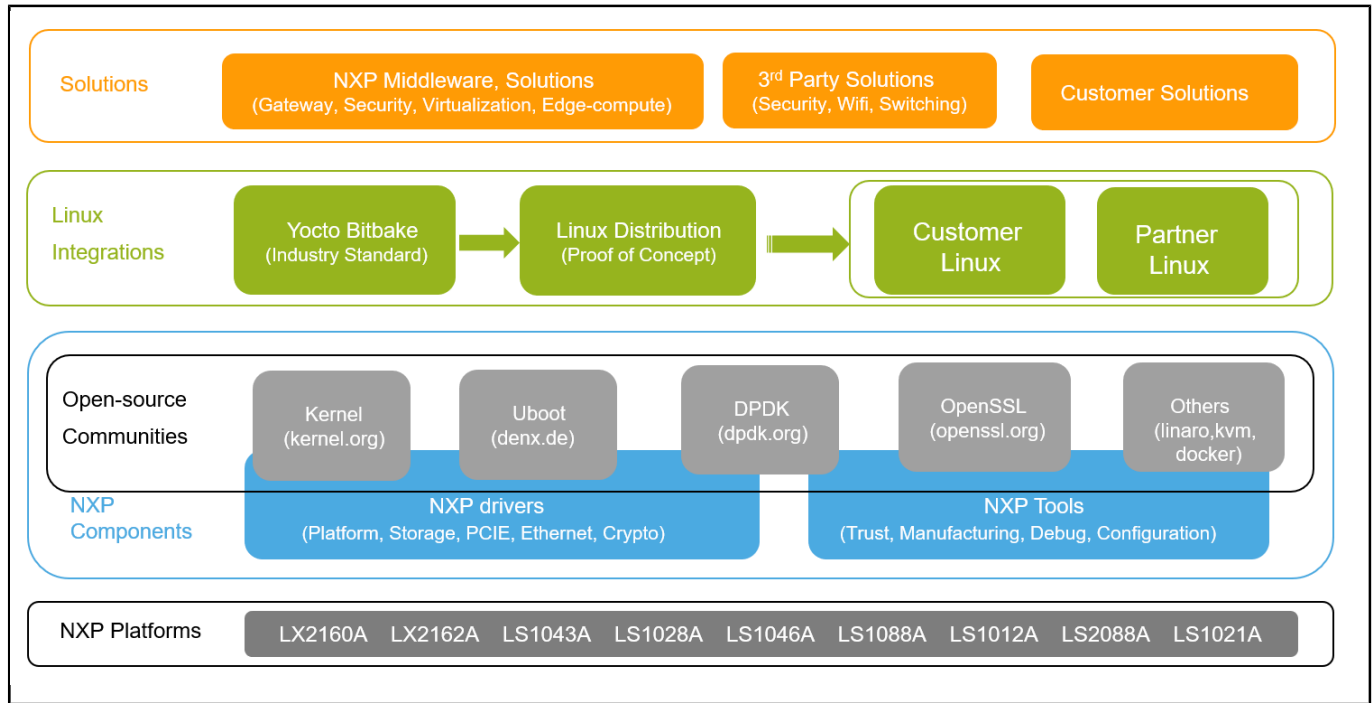 Solutions
NXP Middleware, Solutions
(Gateway, Security, Virtualization, Edge-compute)
3rd Party Solutions
(Security, Wifi, Switching)
Customer Solutions
Linux
Integrations
Yocto Bitbake
(Industry Standard)
Linux Distribution
(Proof of Concept)
Customer
Linux
Partner
Linux
Open-source
Communities
Kernel
(kernel.org)
Uboot
(denx.de)
DPDK
(dpdk.org)
OpenSSL
(openssl.org)
Others
(linaro,kvm,
docker)
NXP
Components
NXP drivers
(Platform, Storage, PCIE, Ethernet, Crypto)
NXP Tools
(Trust, Manufacturing, Debug, Configuration)
NXP Platforms
LX2160A LX2162A LS1043A LS1028A LS1046A LS1088A LS1012A LS2088A LS1021A